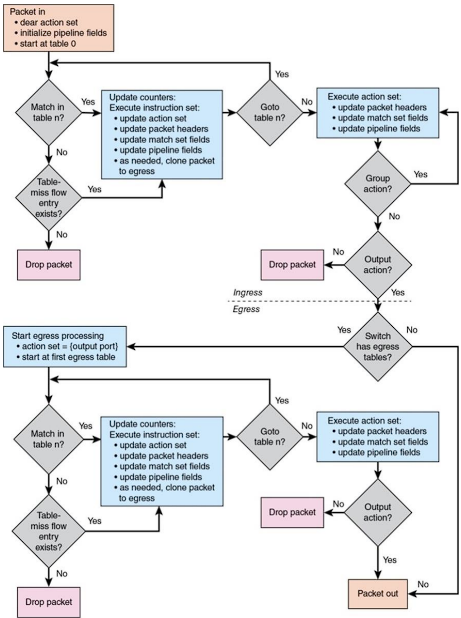 Packet in
• dear action set
• initialize pipeline fields
• start at table 0
Match in
table n?
Yes
No
Update counters:
Execute instruction set:
• update action set
• update packet headers
• update match set fields
• update pipeline fields
• as needed, clone packet
to egress
Yes
Goto
table n?
No
Execute action set:
• update packet headers
• update match set fields
• update pipeline fields
Table-
miss flow
entry
exists?
Yes
No
Drop packet
Group
action?
Yes
No
Output
action?
No
Drop packet
Yes
Ingress
Egress
Switch
has egress
tables?
Yes
No
Start egress processing
• action set = {output port}
• start at first egress table
Match in
table n?
Yes
No
Update counters:
Execute instruction set:
• update action set
• update packet headers
• update match set fields
• update pipeline fields
• as needed, clone packet
to egress
Yes
Goto
table n?
No
Execute action set:
• update packet headers
• update match set fields
• update pipeline fields
Table-
miss flow
entry
exists?
Yes
No
Drop packet
Output
action?
No
Drop packet
Yes
No
Packet out